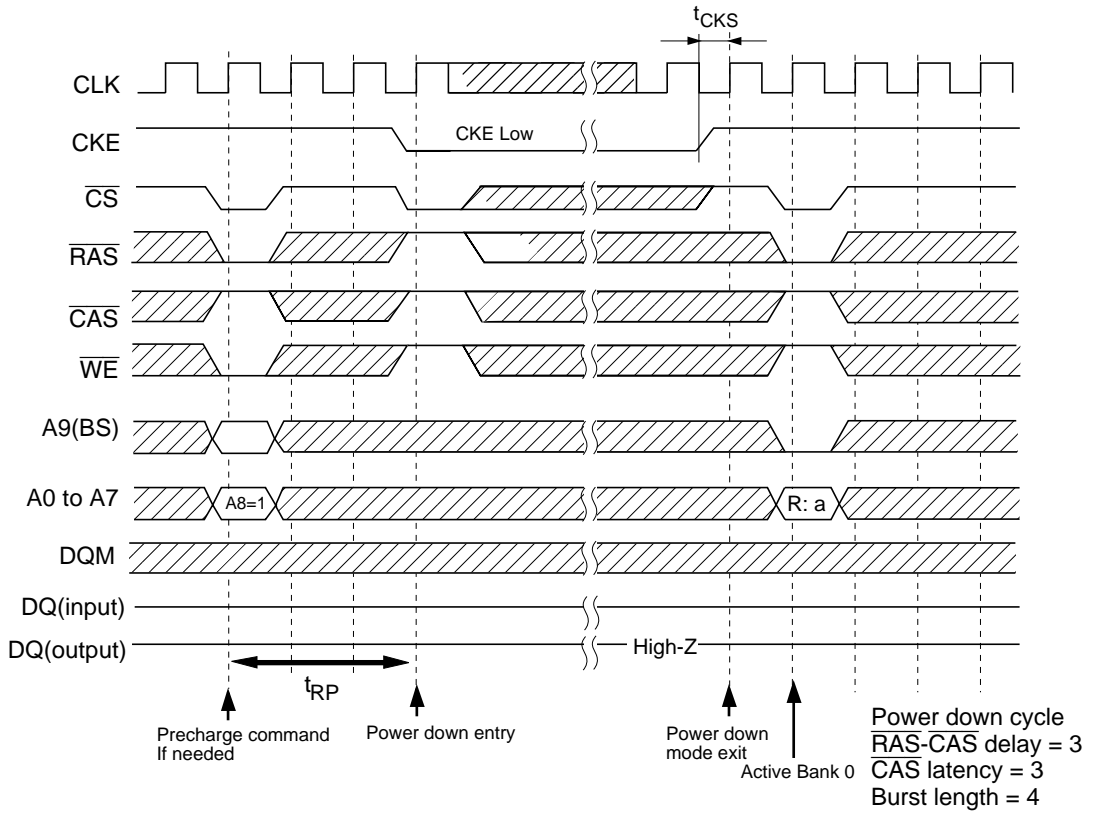 tCKS
CLK
CKE
CKE Low
CS
RAS
CAS
WE
A9(BS)
A0 to A7
A8=1
R: a
DQM
DQ(input)
DQ(output)
High-Z
tRP
Precharge command
If needed
Power down entry
Power down
mode exit
Active Bank 0
Power down cycle
RAS-CAS delay = 3
CAS latency = 3
Burst length = 4